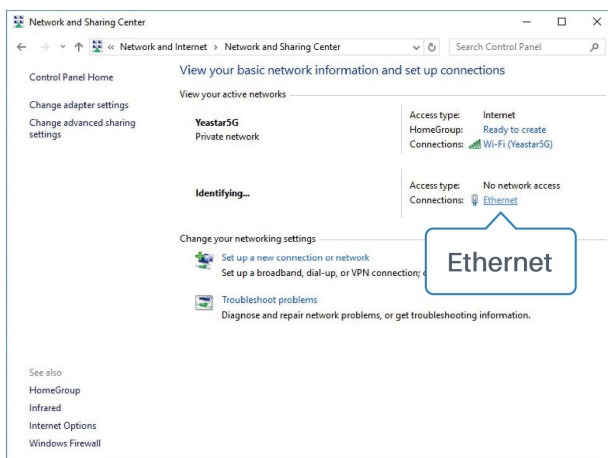 Network and Sharing Center
« Network and Internet › Network and Sharing Center
Search Control Panel
Control Panel Home
Change adapter settings
Change advanced sharing
settings
See also
HomeGroup
Infrared
Internet Options
Windows Firewall
View your basic network information and set up connections
View your active networks
Yeastar5G
Private network
Access type: Internet
HomeGroup: Ready to create
Connections: Wi-Fi (Yeastar5G)
Identifying...
Access type: No network access
Connections: Ethernet
Ethernet
Change your networking settings
Set up a new connection or network
Set up a broadband, dial-up, or VPN connection;
Troubleshoot problems
Diagnose and repair network problems, or get troubleshooting information.